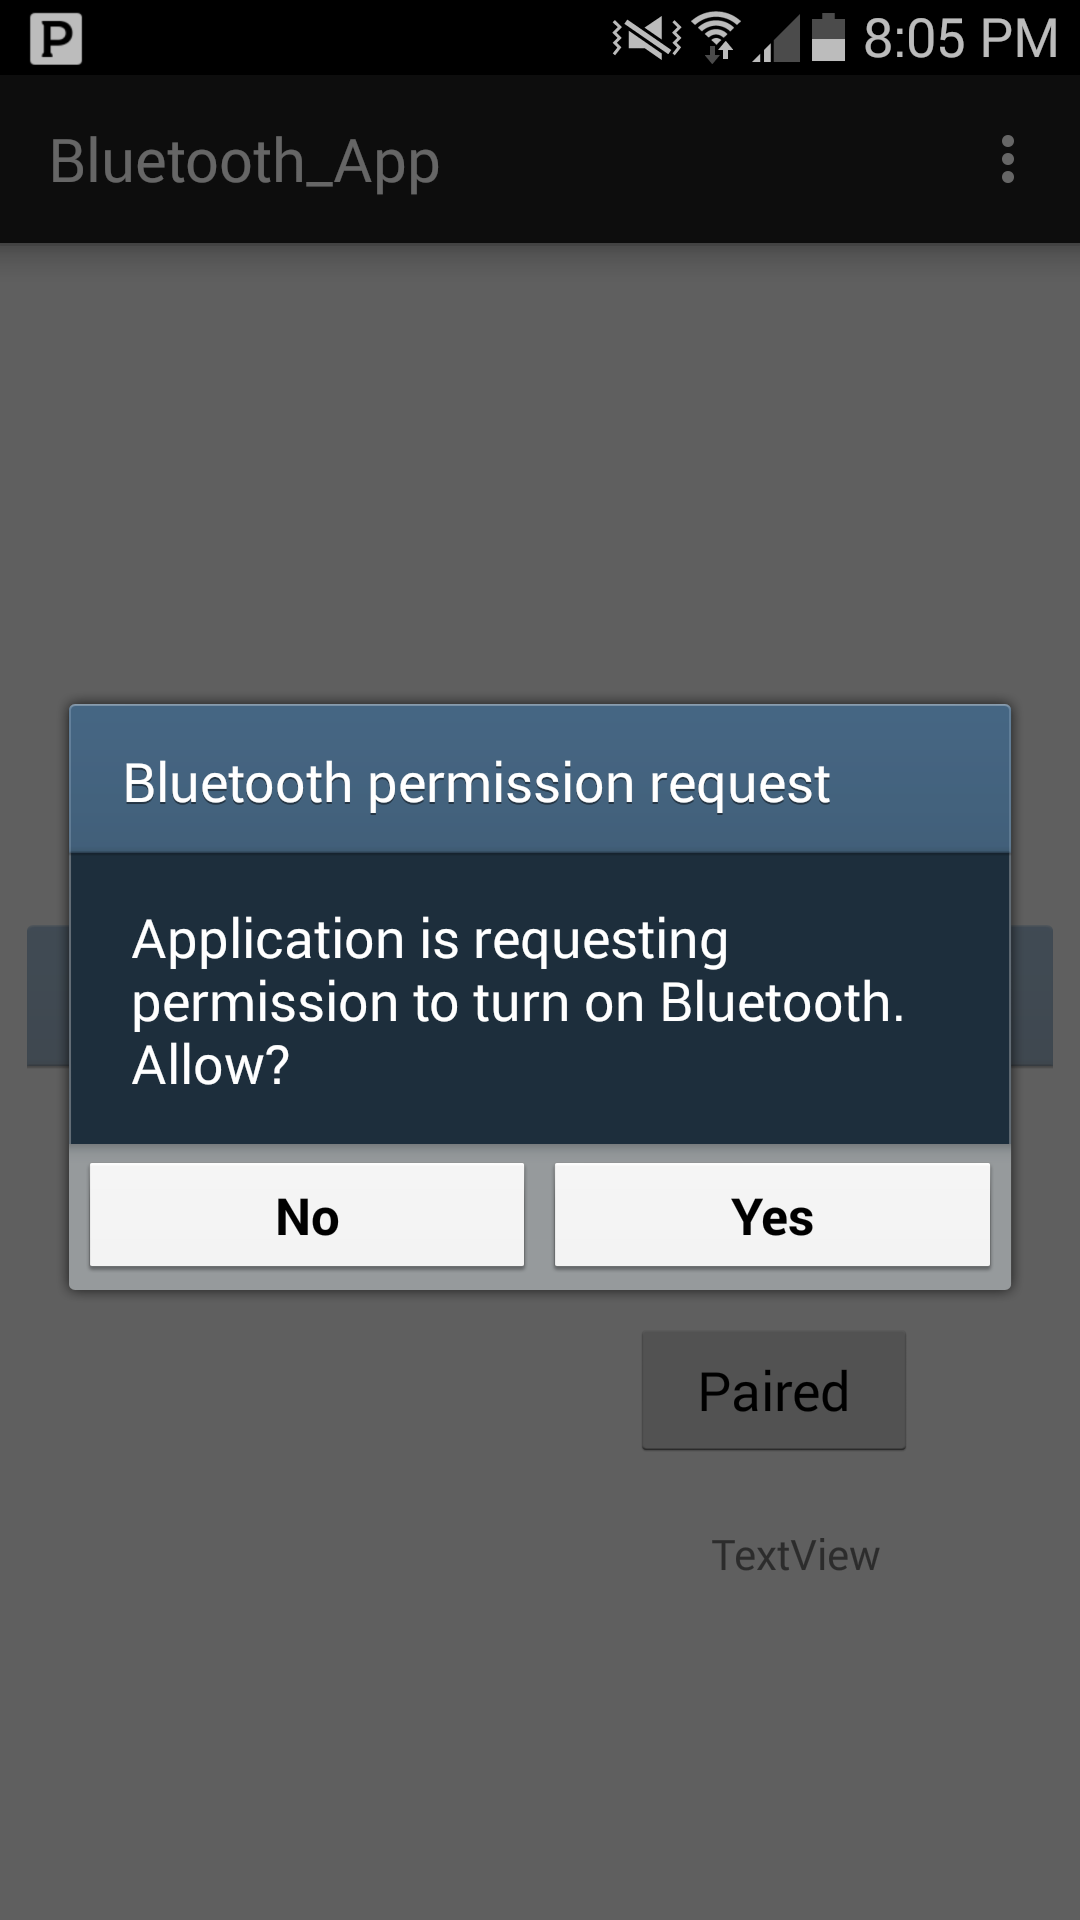 P 8:05 PM
Bluetooth_App
Bluetooth permission request
Application is requesting
permission to turn on Bluetooth.
Allow?
No Yes
Paired
TextView